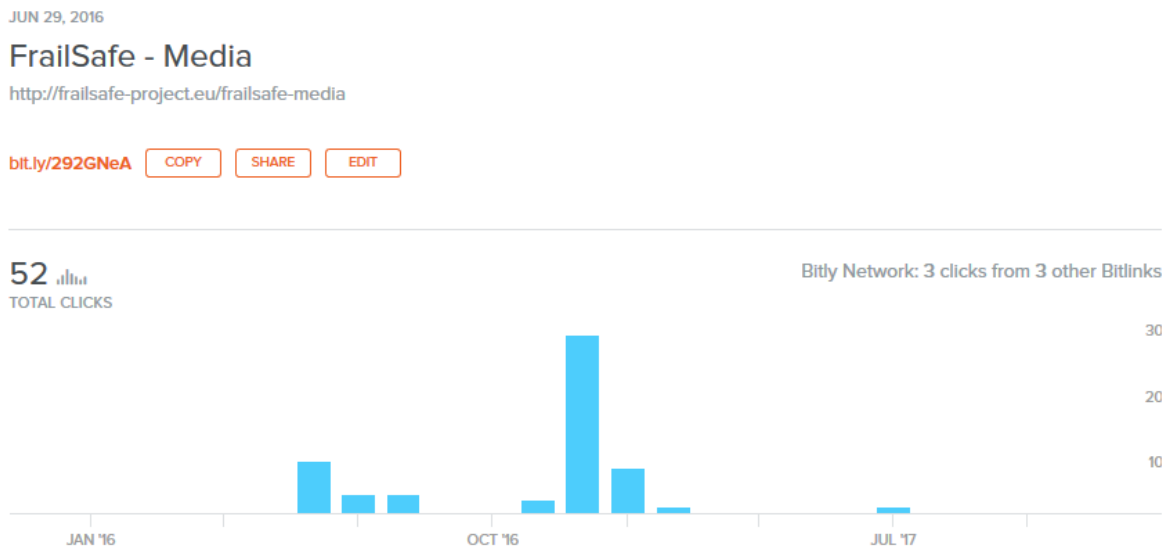 JUN 29, 2016
FrailSafe - Media
http://frailsafe-project.eu/frailsafe-media
bit.ly/292GNeA COPY SHARE EDIT
52
Bitly Network: 3 clicks from 3 other Bitlinks
TOTAL CLICKS
30
20
10
JAN '16 OCT '16 JUL '17